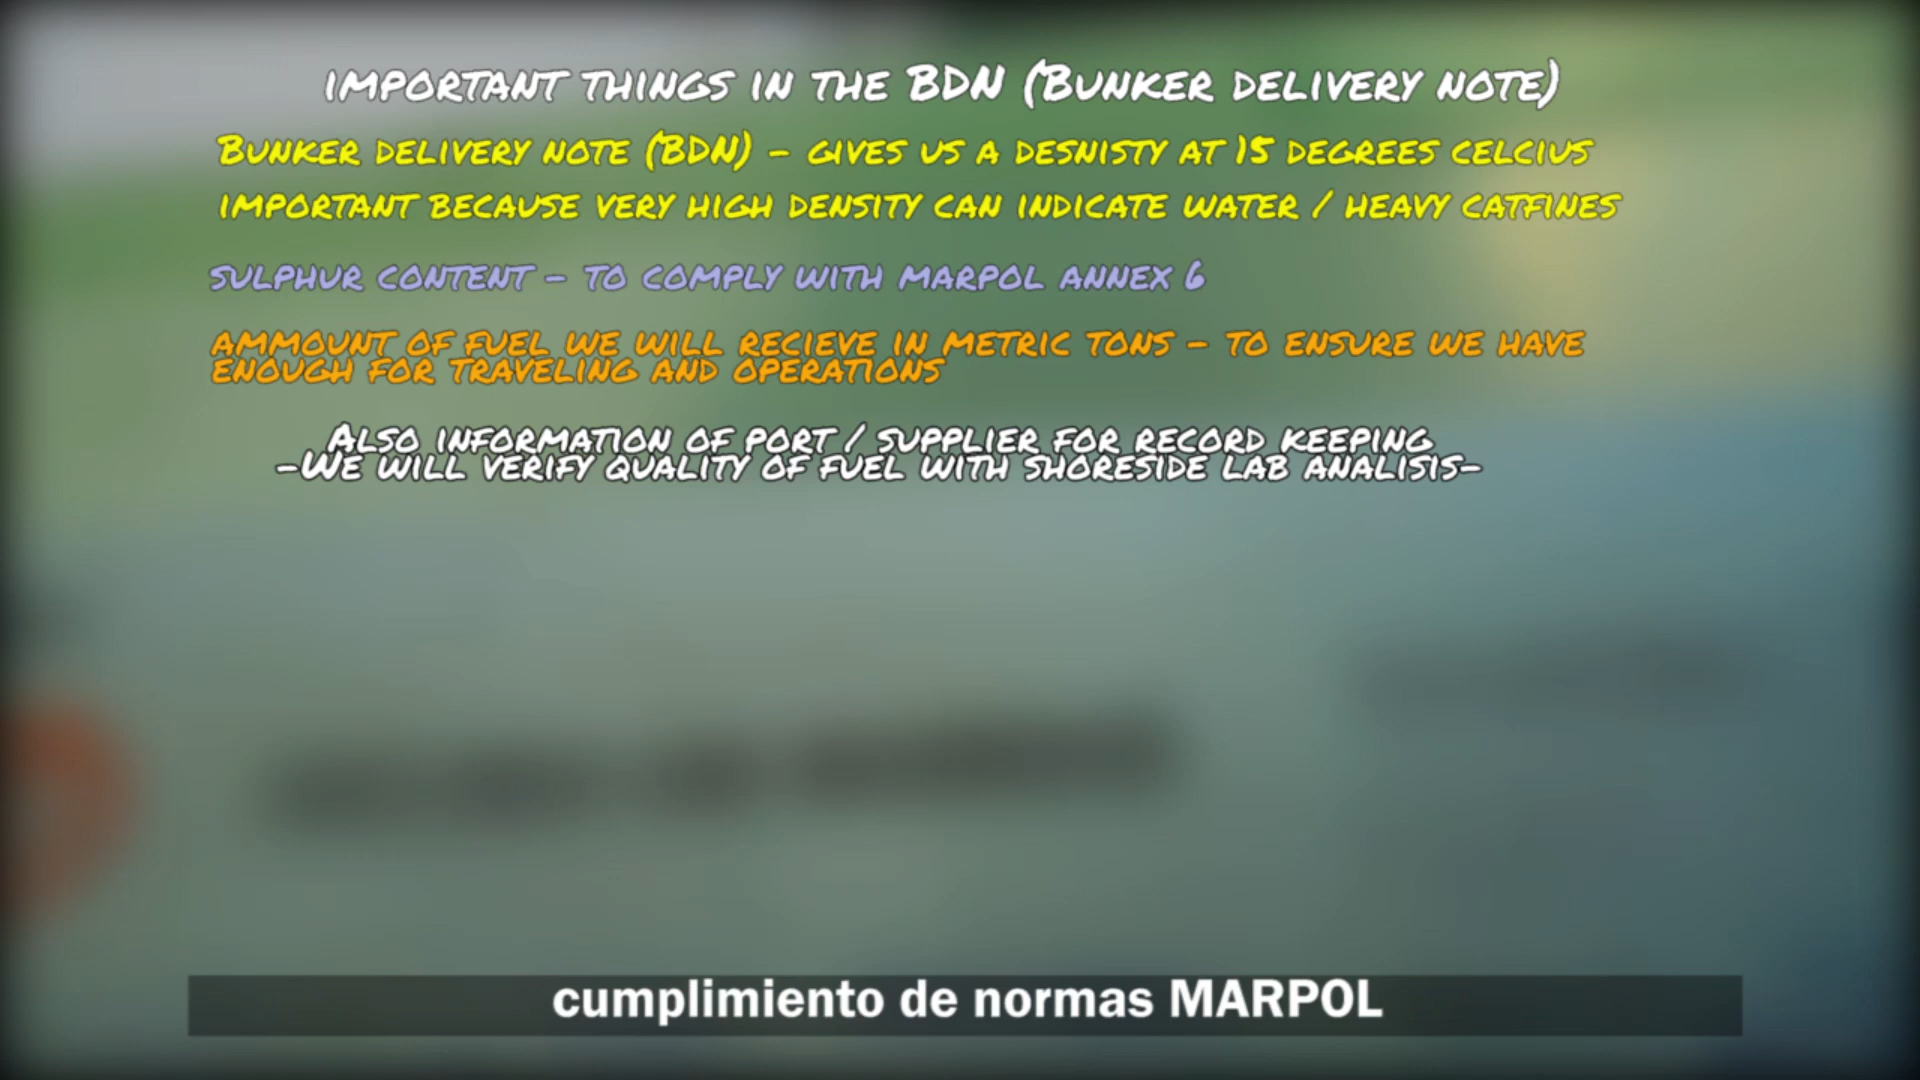 IMPORTANT THINGS IN THE BDN (BUNKER DELIVERY NOTE)
BUNKER DELIVERY NOTE (BDN) - GIVES US A DESNISTY AT 15 DEGREES CELCIUS
IMPORTANT BECAUSE VERY HIGH DENSITY CAN INDICATE WATER / HEAVY CATFINES
SULPHUR CONTENT - TO COMPLY WITH MARPOL ANNEX 6
AMMOUNT OF FUEL WE WILL RECIEVE IN METRIC TONS - TO ENSURE WE HAVE
ENOUGH FOR TRAVELING AND OPERATIONS
ALSO INFORMATION OF PORT / SUPPLIER FOR RECORD KEEPING
-WE WILL VERIFY QUALITY OF FUEL WITH SHORESIDE LAB ANALISIS-
cumplimiento de normas MARPOL